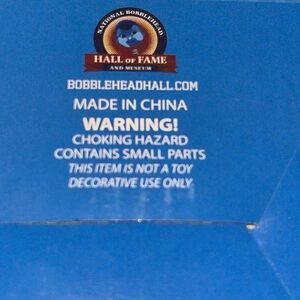 NATIONAL BOBBLEHEAD
HALL OF FAME
AND MUSEUM
BOBBLEHEADHALL.COM
MADE IN CHINA
WARNING!
CHOKING HAZARD
CONTAINS SMALL PARTS
THIS ITEM IS NOT A TOY
DECORATIVE USE ONLY